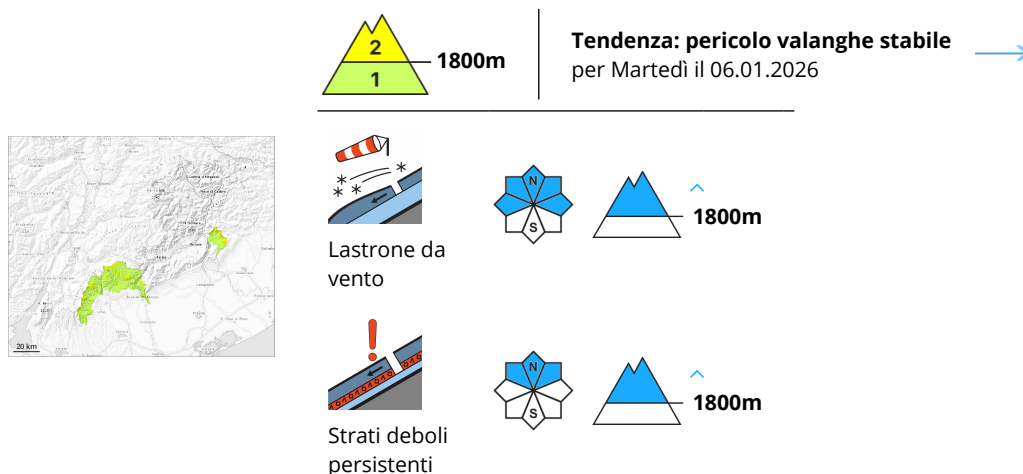 2
1
1800m
Tendenza: pericolo valanghe stabile
per Martedì il 06.01.2026
20 km
N
S
1800m
Lastrone da
vento
N
S
1800m
Strati deboli
persistenti